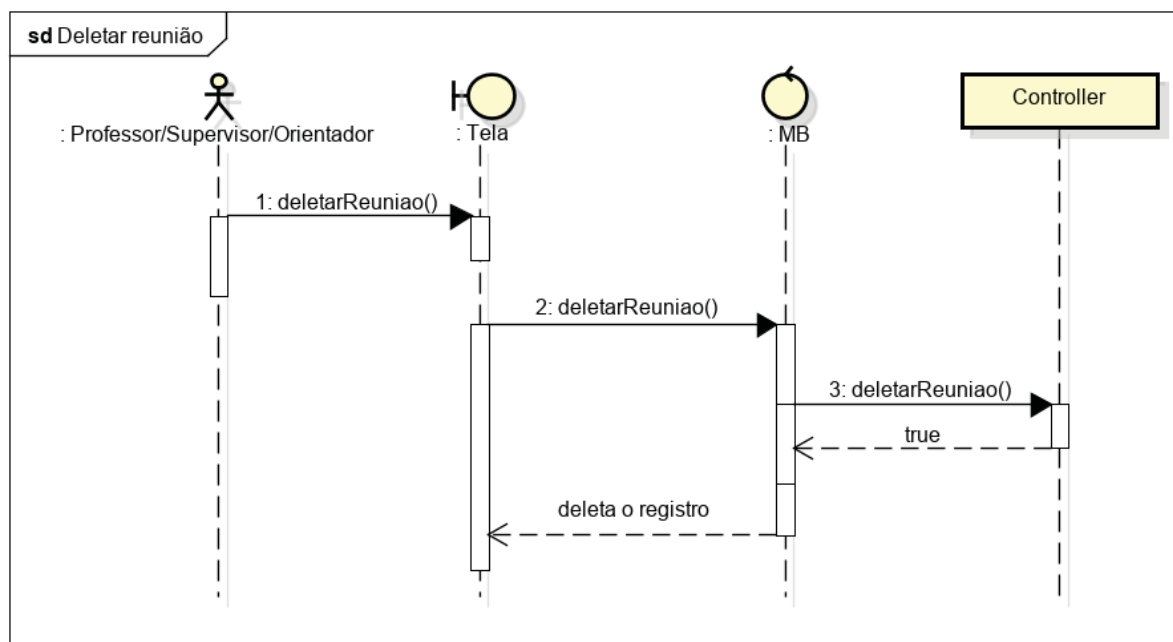 sd Deletar reunião
: Professor/Supervisor/Orientador
: Tela
: MB
Controller
1: deletarReuniao()
2: deletarReuniao()
3: deletarReuniao()
true
deleta o registro